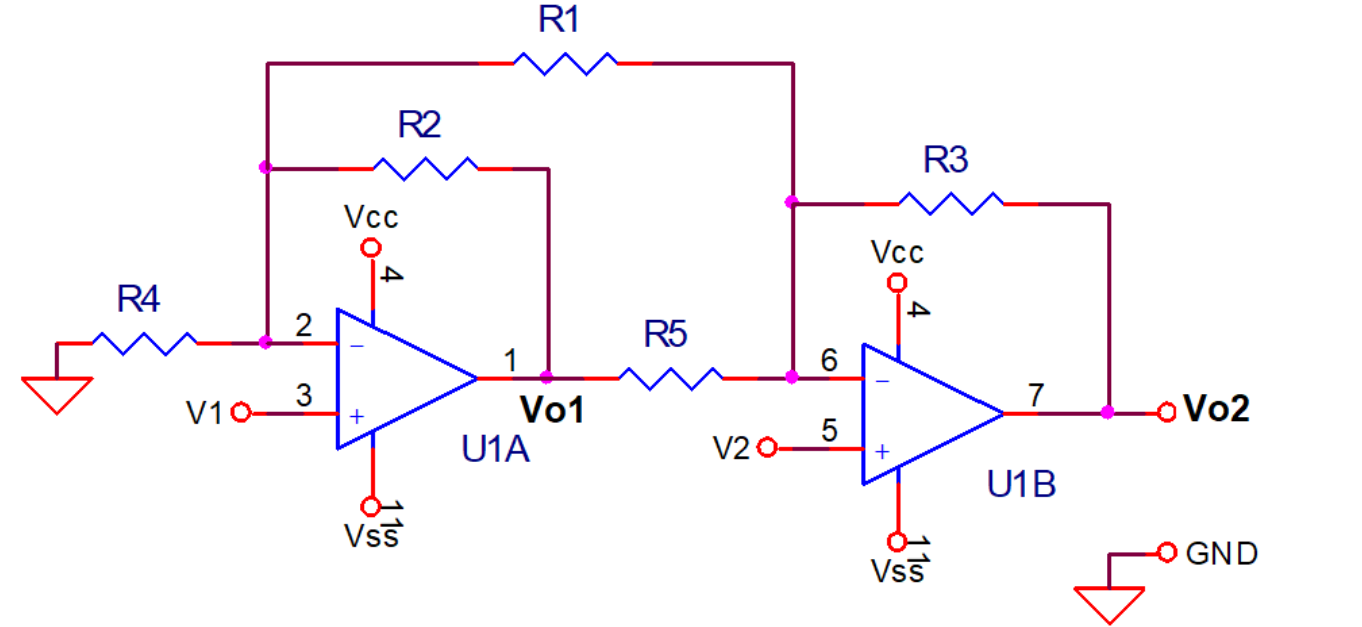 R1
R2
R3
Vcc
4
Vcc
4
R4
2
−
R5
1
6
−
3
V1
+
Vo1
7
Vo2
U1A
V2
5
+
U1B
11
Vss
11
Vss
GND